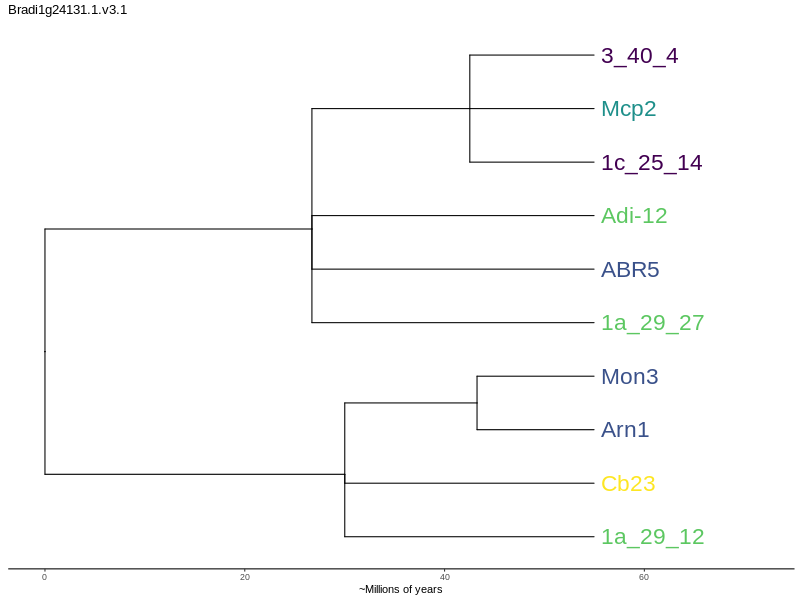 Bradi1g24131.1.v3.1
3_40_4
Mcp2
1c_25_14
Adi-12
ABR5
1a_29_27
Mon3
Arn1
Cb23
1a_29_12
0 20 40 60
~Millions of years